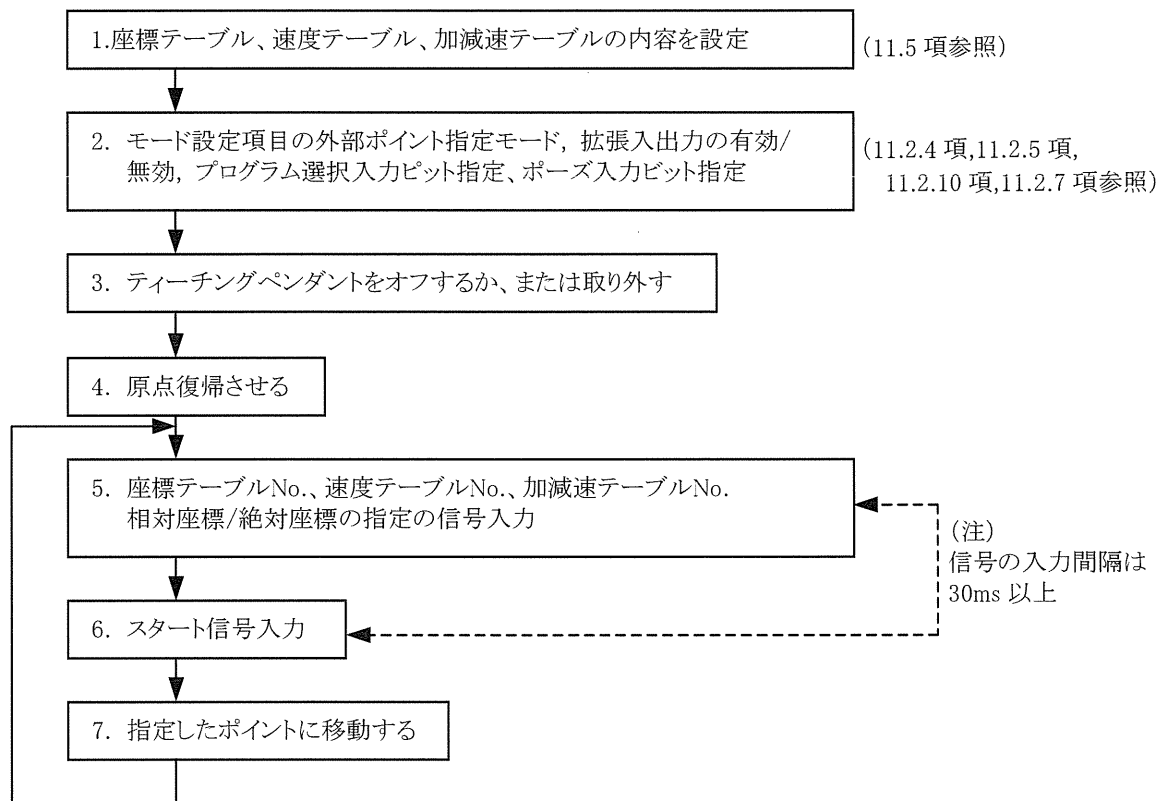 1.座標テーブル、速度テーブル、加減速テーブルの内容を設定
(11.5 項参照)
2. モード設定項目の外部ポイント指定モード, 拡張入出力の有効/
無効, プログラム選択入力ビット指定、ポーズ入力ビット指定
(11.2.4 項,11.2.5 項,
11.2.10 項,11.2.7 項参照)
3. ティーチングペンダントをオフするか、または取り外す
4. 原点復帰させる
5. 座標テーブルNo.、速度テーブルNo.、加減速テーブルNo.
相対座標/絶対座標の指定の信号入力
(注)
信号の入力間隔は
30ms 以上
6. スタート信号入力
7. 指定したポイントに移動する